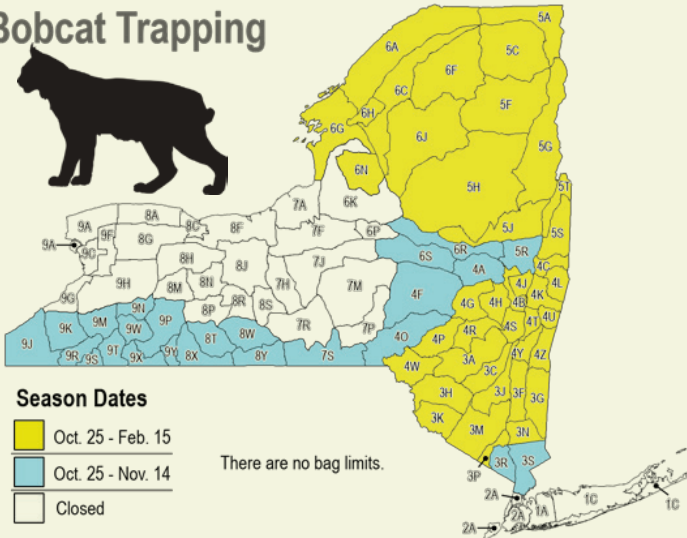 Bobcat Trapping
5A
6A
5C
6F
6C
5F
6H
6G
6J
5G
6N
5H
5T
6K
7A
9A
8A
8C
8F
7F
6P
5J
5S
9F
8G
9A
9C
6R
5R
6S
8H
8J
7J
4A
4C
9H
8M
8N
7H
7M
4J
4L
4F
4G
4H
4B
4K
9G
8P
8R
8S
9N
9M
9P
7R
7P
4R
4S
4T
4U
9J
9K
9W
8T
8W
4O
4P
9R
9S
9T
9X
9Y
8X
8Y
7S
4W
3A
3C
4Y
4Z
3H
3J
3F
3G
3K
3M
3N
3R
3S
3P
2A
1C
1C
2A
1A
2A
Season Dates
Oct. 25 - Feb. 15
Oct. 25 - Nov. 14
Closed
There are no bag limits.